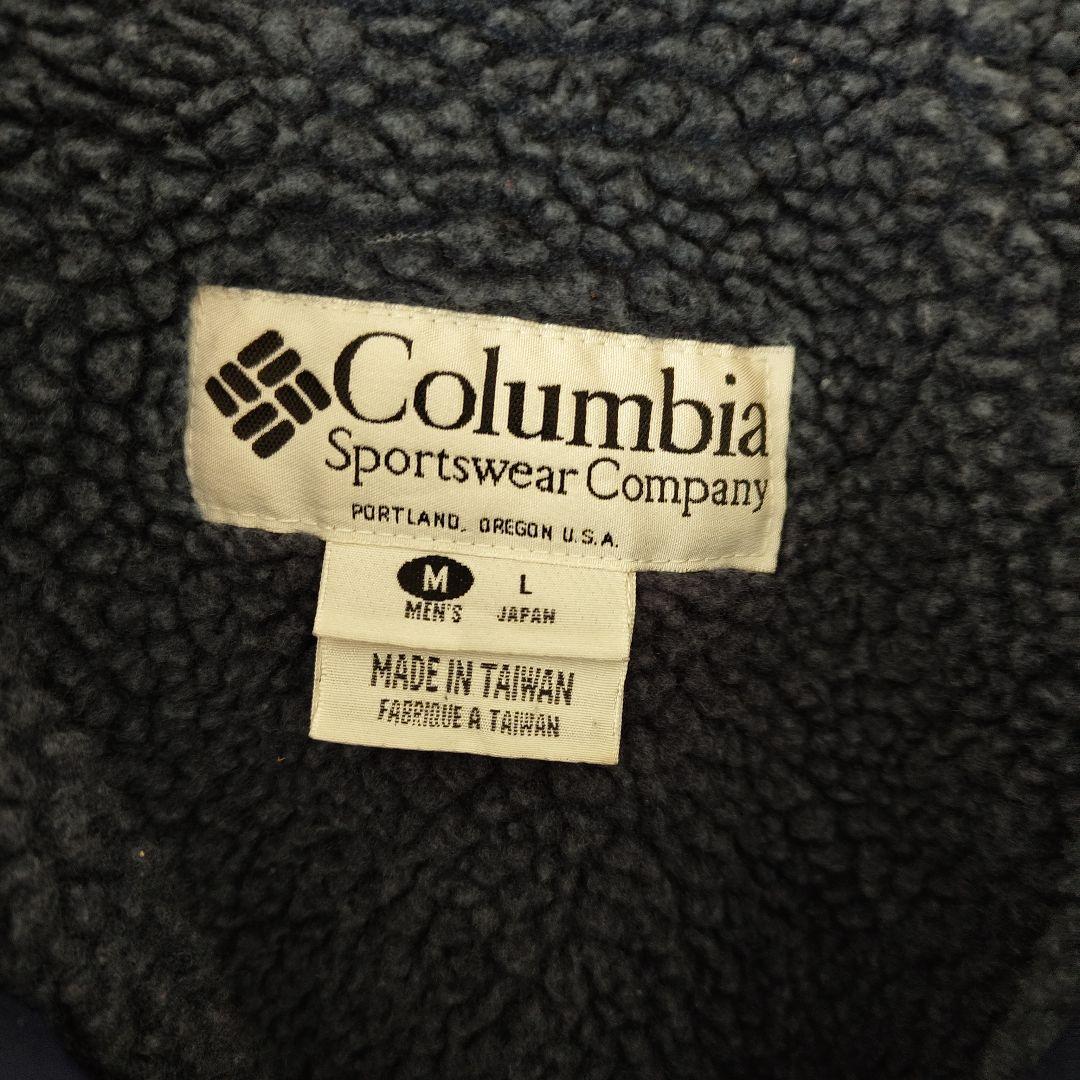 Columbia
Sportswear Company
PORTLAND, OREGON U.S.A.
M L
MEN'S JAPAN
MADE IN TAIWAN
FABRIQUE A TAIWAN